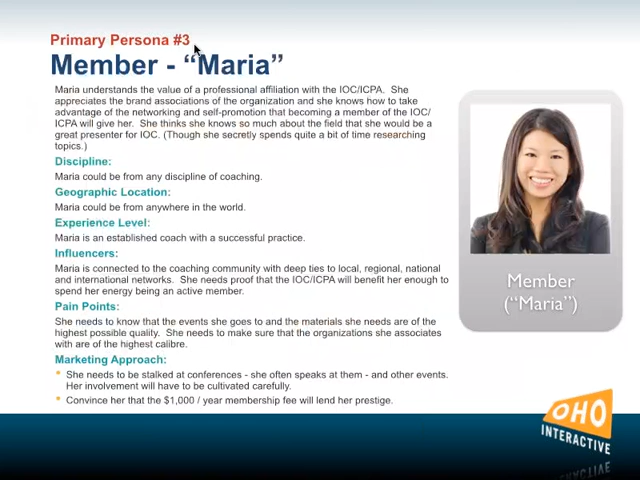 Primary Persona #3
Member - “Maria”
Maria understands the value of a professional affiliation with the IOC/ICPA.  She
appreciates the brand associations of the organization and she knows how to take
advantage of the networking and self-promotion that becoming a member of the IOC/
ICPA will give her.  She thinks she knows so much about the field that she would be a
great presenter for IOC. (Though she secretly spends quite a bit of time researching
topics.)
Discipline:
Maria could be from any discipline of coaching.
Geographic Location:
Maria could be from anywhere in the world.
Experience Level:
Maria is an established coach with a successful practice.
Influencers:
Maria is connected to the coaching community with deep ties to local, regional, national
and international networks.  She needs proof that the IOC/ICPA will benefit her enough to
spend her energy being an active member.
Pain Points:
She needs to know that the events she goes to and the materials she needs are of the
highest possible quality.  She needs to make sure that the organizations she associates
with are of the highest calibre.
Marketing Approach:
• She needs to be stalked at conferences - she often speaks at them - and other events.
Her involvement will have to be cultivated carefully.
• Convince her that the $1,000 / year membership fee will lend her prestige.
Member
(“Maria”)
OHO
INTERACTIVE